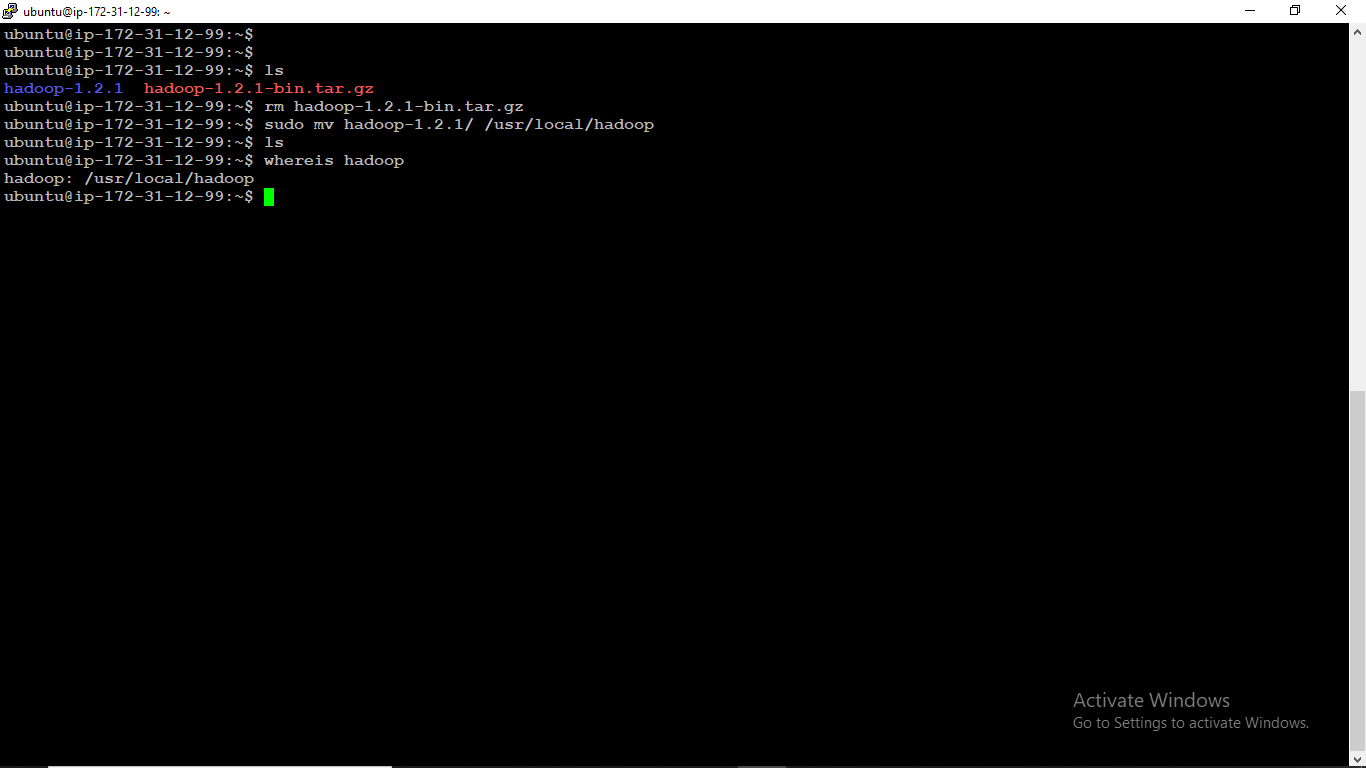 ubuntu@ip-172-31-12-99: ~
ubuntu@ip-172-31-12-99:~$
ubuntu@ip-172-31-12-99:~$
ubuntu@ip-172-31-12-99:~$ ls
hadoop-1.2.1  hadoop-1.2.1-bin.tar.gz
ubuntu@ip-172-31-12-99:~$ rm hadoop-1.2.1-bin.tar.gz
ubuntu@ip-172-31-12-99:~$ sudo mv hadoop-1.2.1/ /usr/local/hadoop
ubuntu@ip-172-31-12-99:~$ ls
ubuntu@ip-172-31-12-99:~$ whereis hadoop
hadoop: /usr/local/hadoop
ubuntu@ip-172-31-12-99:~$
Activate Windows
Go to Settings to activate Windows.